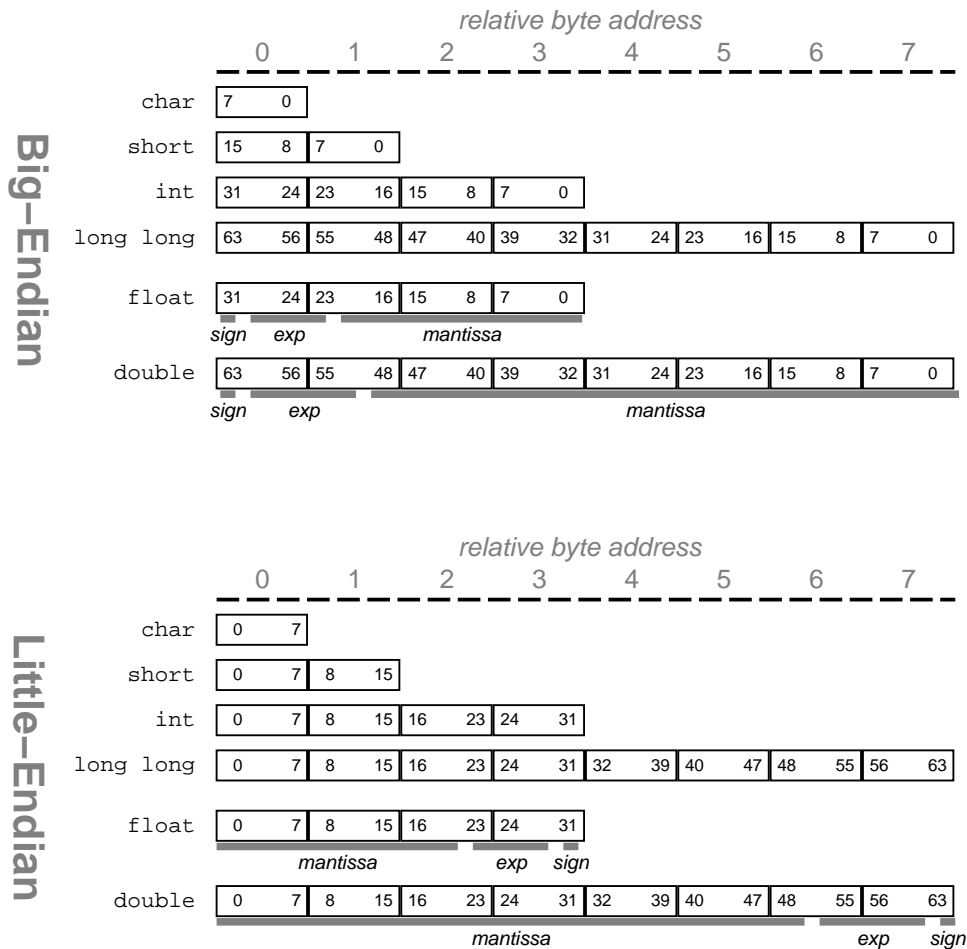 relative byte address
0 1 2 3 4 5 6 7
Big–Endian
char 7 0
short 15 8 7 0
int 31 24 23 16 15 8 7 0
long long 63 56 55 48 47 40 39 32 31 24 23 16 15 8 7 0
float 31 24 23 16 15 8 7 0
sign exp mantissa
double 63 56 55 48 47 40 39 32 31 24 23 16 15 8 7 0
sign exp mantissa
relative byte address
0 1 2 3 4 5 6 7
Little–Endian
char 0 7
short 0 7 8 15
int 0 7 8 15 16 23 24 31
long long 0 7 8 15 16 23 24 31 32 39 40 47 48 55 56 63
float 0 7 8 15 16 23 24 31
mantissa exp sign
double 0 7 8 15 16 23 24 31 32 39 40 47 48 55 56 63
mantissa exp sign